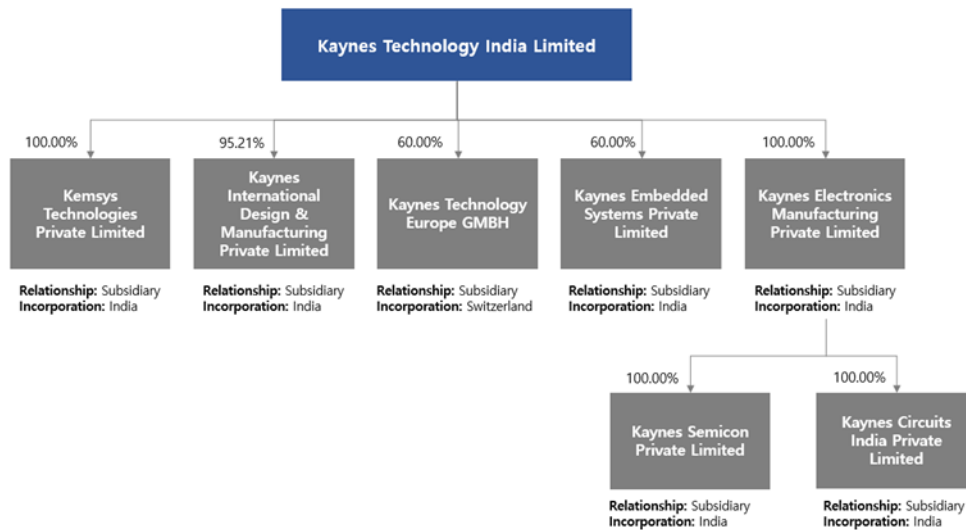 Kaynes Technology India Limited
100.00%
95.21%
60.00%
60.00%
100.00%
Kemsys
Technologies
Private Limited
Kaynes
International
Design &
Manufacturing
Private Limited
Kaynes Technology
Europe GMBH
Kaynes Embedded
Systems Private
Limited
Kaynes Electronics
Manufacturing
Private Limited
Relationship: Subsidiary
Incorporation: India
Relationship: Subsidiary
Incorporation: India
Relationship: Subsidiary
Incorporation: Switzerland
Relationship: Subsidiary
Incorporation: India
Relationship: Subsidiary
Incorporation: India
100.00%
100.00%
Kaynes Semicon
Private Limited
Kaynes Circuits
India Private
Limited
Relationship: Subsidiary
Incorporation: India
Relationship: Subsidiary
Incorporation: India